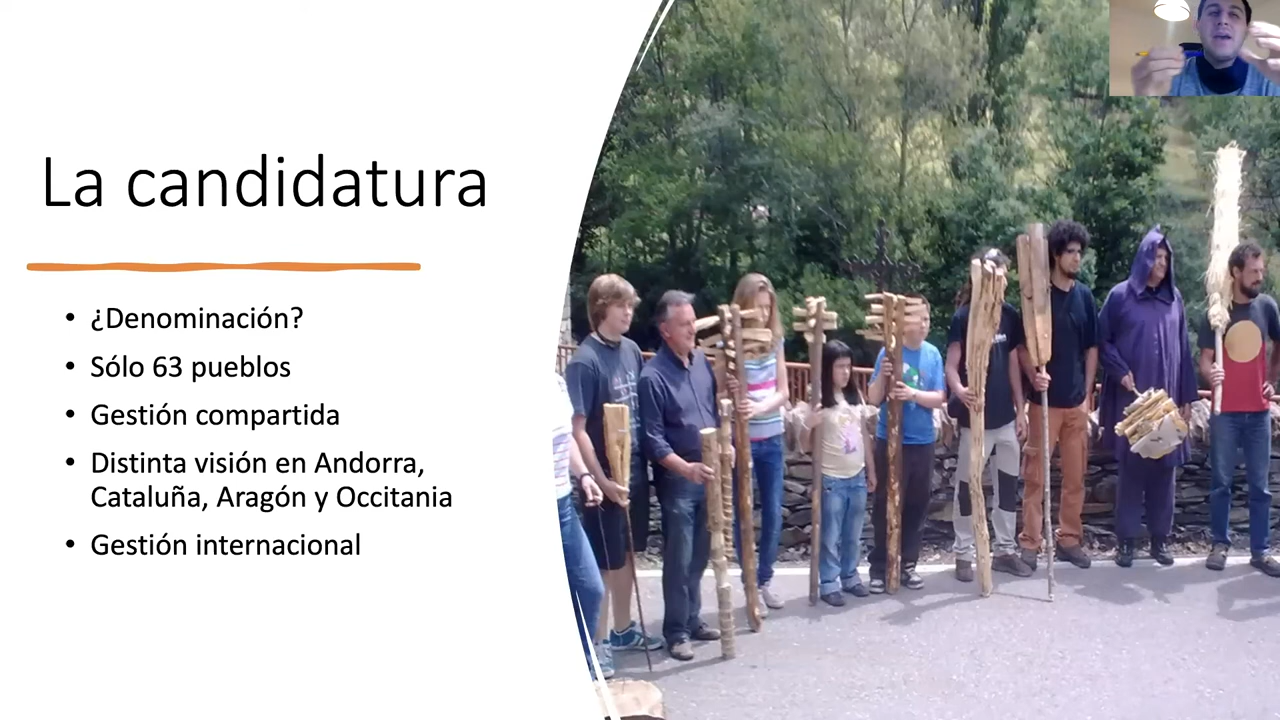 La candidatura
• ¿Denominación?
• Sólo 63 pueblos
• Gestión compartida
• Distinta visión en Andorra,
Cataluña, Aragón y Occitania
• Gestión internacional